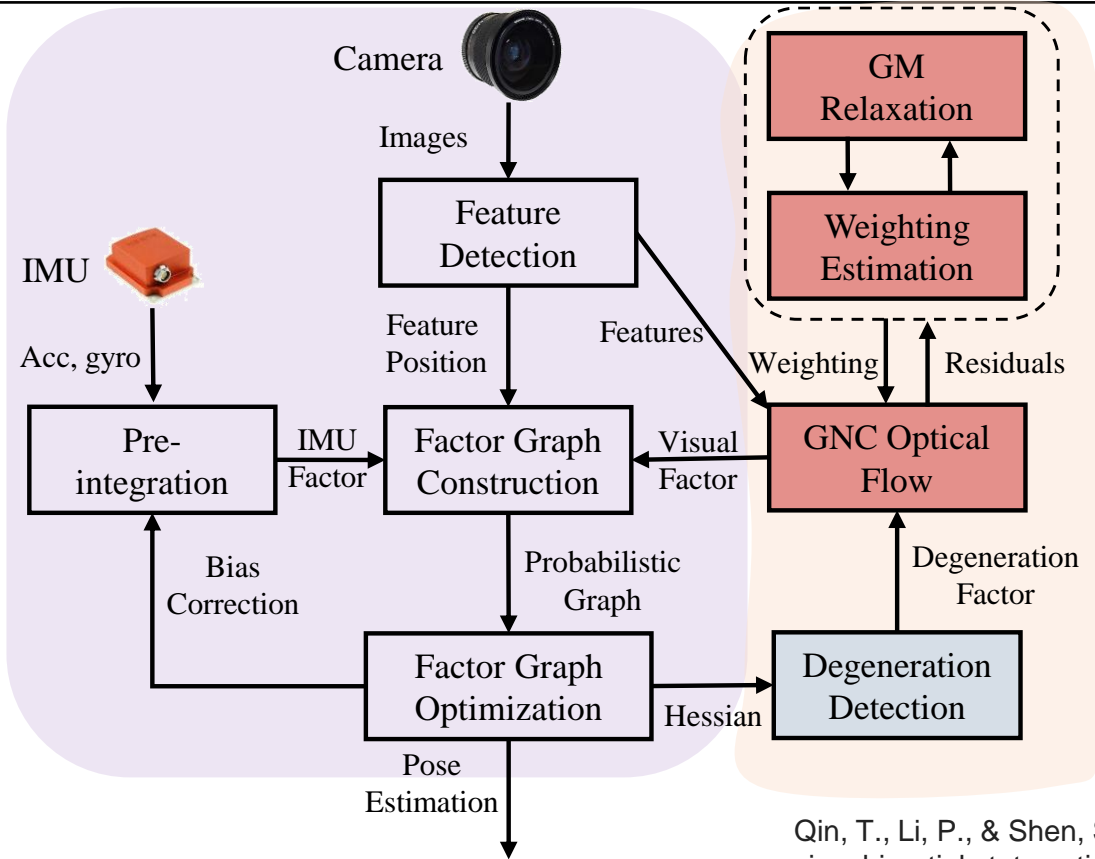 Camera
Images
Feature
Detection
IMU
Acc, gyro
Feature
Position
Features
Pre-
integration
IMU
Factor
Factor Graph
Construction
Visual
Factor
Bias
Correction
Probabilistic
Graph
Factor Graph
Optimization
Hessian
Pose
Estimation
GM
Relaxation
Weighting
Estimation
Weighting
Residuals
GNC Optical
Flow
Degeneration
Factor
Degeneration
Detection
Qin, T., Li, P., & Shen,